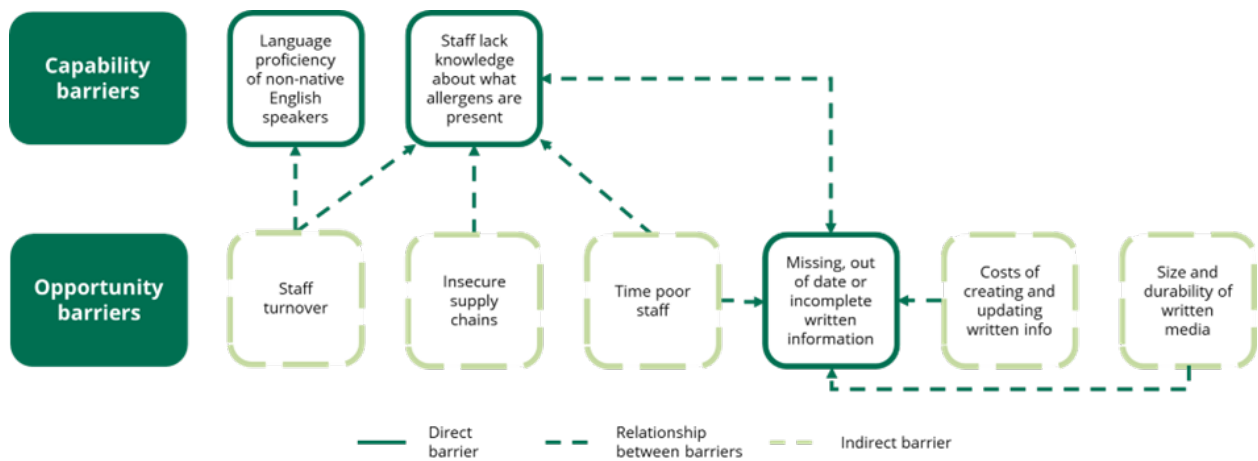 Capability
barriers
Language
proficiency
of non-native
English
speakers
Staff lack
knowledge
about what
allergens are
present
Opportunity
barriers
Staff
turnover
Insecure
supply
chains
Time poor
staff
Missing, out
of date or
incomplete
written
information
Costs of
creating and
updating
written info
Size and
durability of
written
media
Direct
barrier
Relationship
between barriers
Indirect barrier